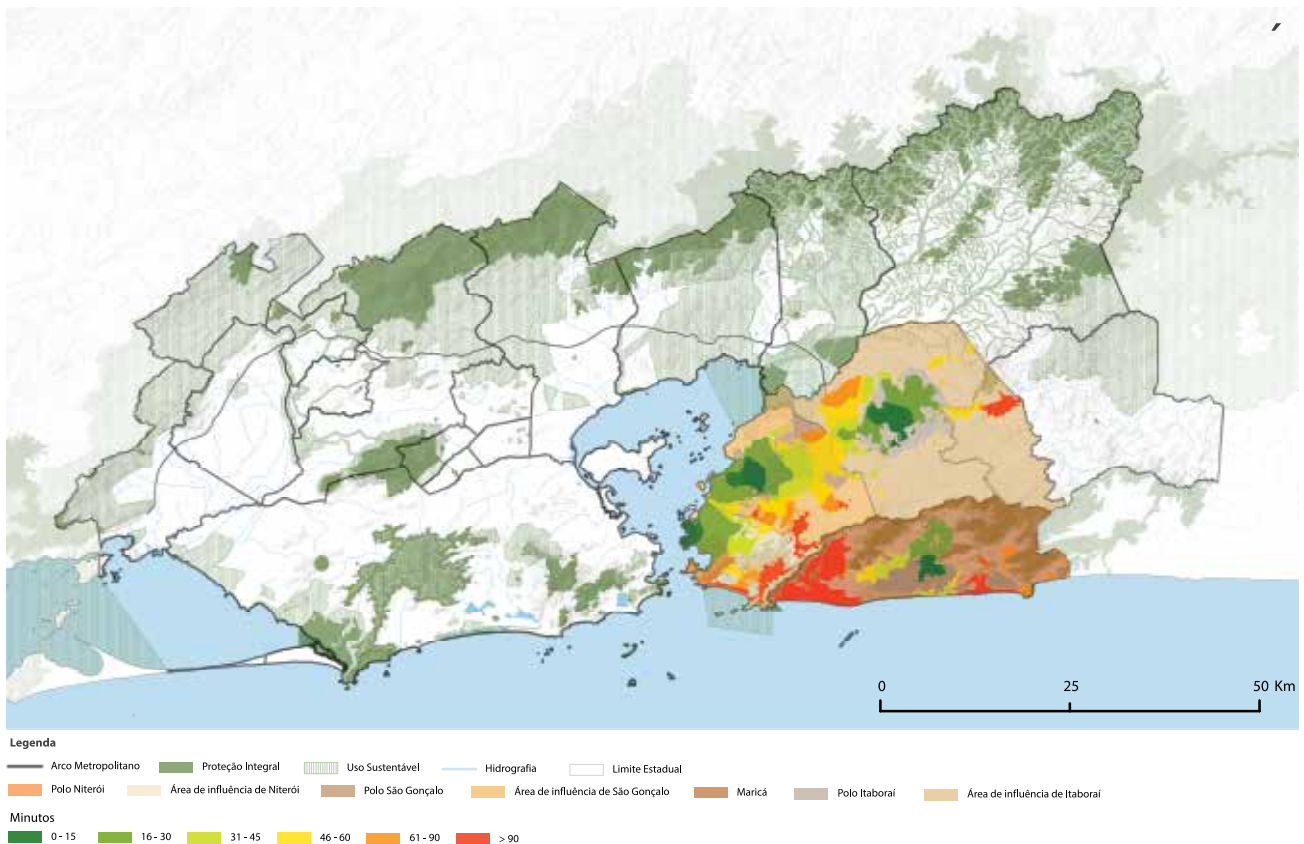 0 25 50 Km
Legenda
Arco Metropolitano Proteção Integral Uso Sustentável Hidrografia Limite Estadual
Polo Niterói Área de influência de Niterói Polo São Gonçalo Área de influência de São Gonçalo Maricá Polo Itaboraí Área de influência de Itaboraí
Minutos
0 - 15 16 - 30 31 - 45 46 - 60 61 - 90 > 90